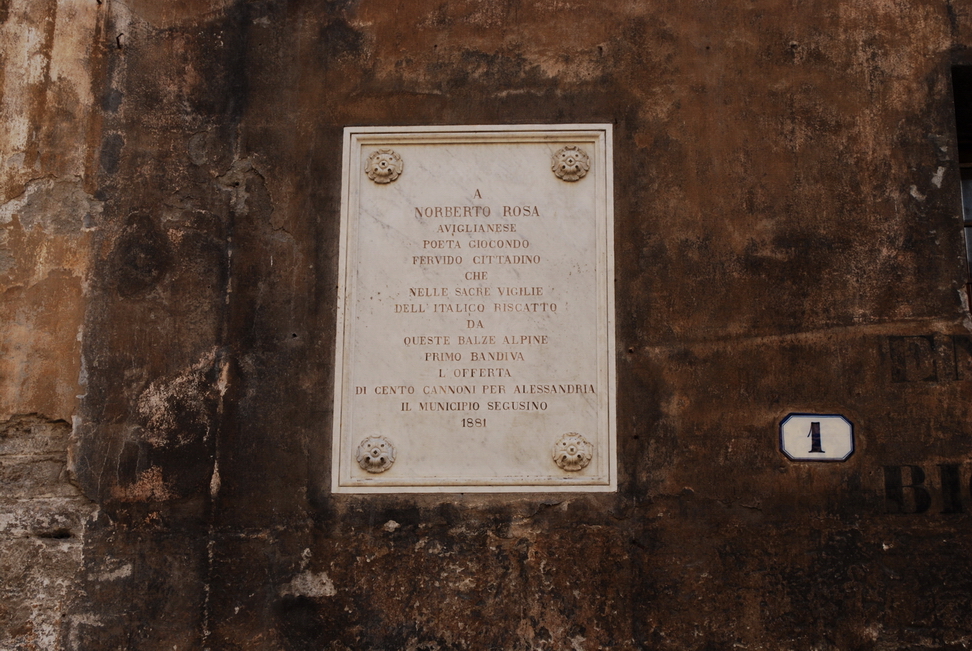 A
NORBERTO ROSA
AVIGLIANESE
POETA GIOCONDO
FERVIDO CITTADINO
CHE
NELLE SACRE VIGILIE
DELL'ITALICO RISCATTO
DA
QUESTE BALZE ALPINE
PRIMO BANDIVA
L OFFERTA
DI CENTO CANNONI PER ALESSANDRIA
IL MUNICIPIO SEGUSINO
1881
1
BI